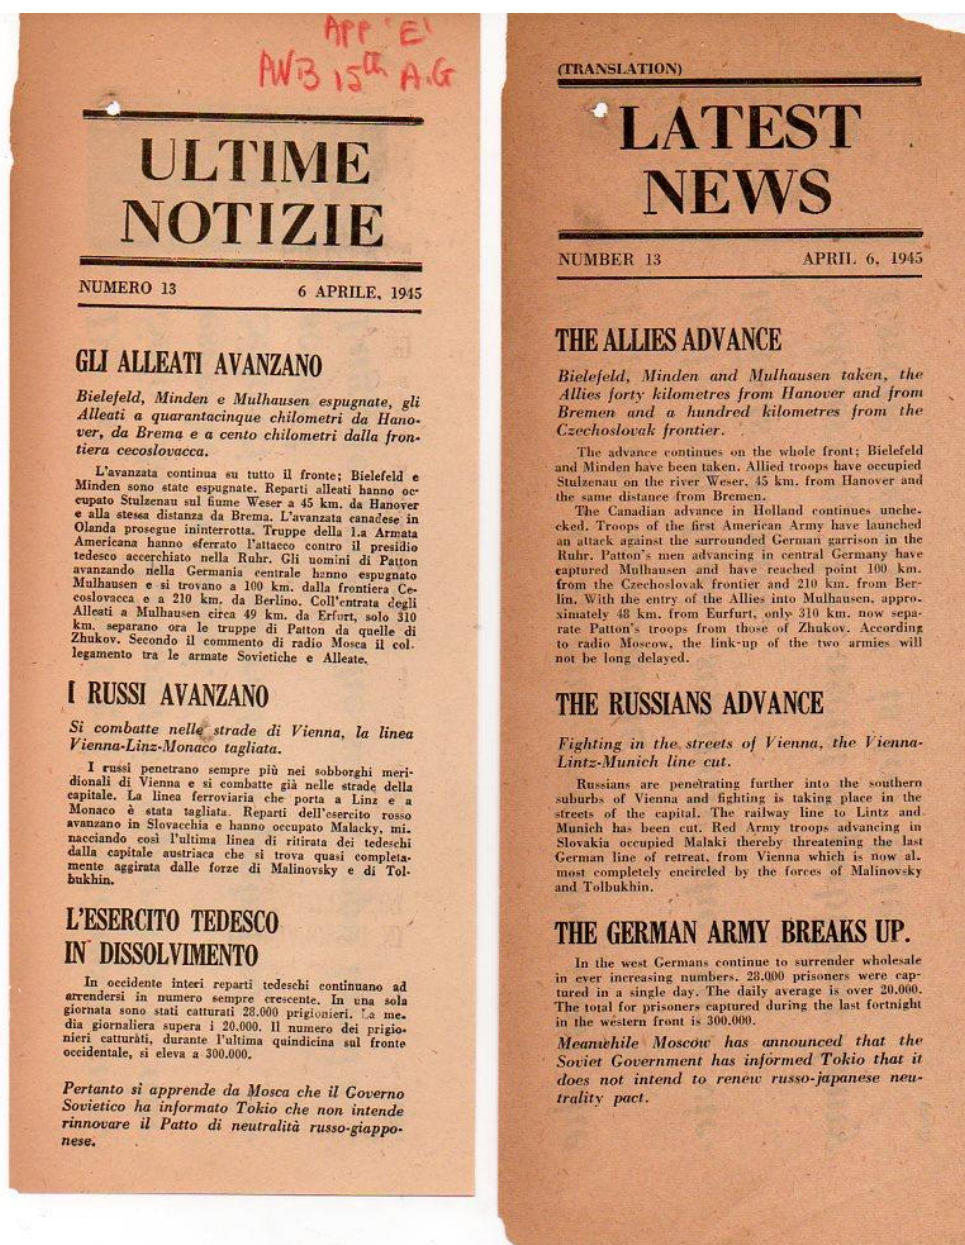 APP 'E'
PWB 15th A.G
ULTIME
NOTIZIE
NUMERO 13 6 APRILE, 1945
GLI ALLEATI AVANZANO
Bielefeld, Minden e Mulhausen espugnate, gli
Alleati a quarantacinque chilometri da Hano-
ver, da Brema e a cento chilometri dalla fron-
tiera cecoslovacca.
L'avanzata continua su tutto il fronte; Bielefeld e
Minden sono state espugnate. Reparti alleati hanno oc-
cupato Stulzenau sul fiume Weser a 45 km. da Hanover
e alla stessa distanza da Brema. L'avanzata canadese in
Olanda prosegue ininterrotta. Truppe della 1.a Armata
Americana hanno sferrato l'attacco contro il presidio
tedesco accerchiato nella Ruhr. Gli uomini di Patton
avanzando nella Germania centrale hanno espugnato
Mulhausen e si trovano a 100 km. dalla frontiera Ce-
coslovacca e a 210 km. da Berlino. Coll'entrata degli
Alleati a Mulhausen circa 49 km. da Erfurt, solo 310
km. separano ora le truppe di Patton da quelle di
Zhukov. Secondo il commento di radio Mosca il col-
legamento tra le armate Sovietiche e Alleate.
I RUSSI AVANZANO
Si combatte nelle strade di Vienna, la linea
Vienna-Linz-Monaco tagliata.
I russi penetrano sempre più nei sobborghi meri-
dionali di Vienna e si combatte già nelle strade della
capitale. La linea ferroviaria che porta a Linz e a
Monaco è stata tagliata. Reparti dell'esercito rosso
avanzano in Slovacchia e hanno occupato Malacky, mi-
nacciando così l'ultima linea di ritirata dei tedeschi
dalla capitale austriaca che si trova quasi completa-
mente aggirata dalle forze di Malinovsky e di Tol-
bukhin.
L'ESERCITO TEDESCO
IN DISSOLVIMENTO
In occidente interi reparti tedeschi continuano ad
arrendersi in numero sempre crescente. In una sola
giornata sono stati catturati 28.000 prigionieri. La me-
dia giornaliera supera i 20.000. Il numero dei prigio-
nieri catturati, durante l'ultima quindicina sul fronte
occidentale, si eleva a 300.000.
Pertanto si apprende da Mosca che il Governo
Sovietico ha informato Tokio che non intende
rinnovare il Patto di neutralità russo-giappo-
nese.
(TRANSLATION)
LATEST
NEWS
NUMBER 13 APRIL 6, 1945
THE ALLIES ADVANCE
Bielefeld, Minden and Mulhausen taken, the
Allies forty kilometres from Hanover and from
Bremen and a hundred kilometres from the
Czechoslovak frontier.
The advance continues on the whole front; Bielefeld
and Minden have been taken. Allied troops have occupied
Stulzenau on the river Weser, 45 km. from Hanover and
the same distance from Bremen.
The Canadian advance in Holland continues unche-
cked. Troops of the first American Army have launched
an attack against the surrounded German garrison in the
Ruhr. Patton's men advancing in central Germany have
captured Mulhausen and have reached point 100 km.
from the Czechoslovak frontier and 210 km. from Ber-
lin. With the entry of the Allies into Mulhausen, appro-
ximately 48 km. from Eurfurt, only 310 km. now sepa-
rate Patton's troops from those of Zhukov. According
to radio Moscow, the link-up of the two armies will
not be long delayed.
THE RUSSIANS ADVANCE
Fighting in the streets of Vienna, the Vienna-
Lintz-Munich line cut.
Russians are penetrating further into the southern
suburbs of Vienna and fighting is taking place in the
streets of the capital. The railway line to Lintz and
Munich has been cut. Red Army troops advancing in
Slovakia occupied Malaki thereby threatening the last
German line of retreat, from Vienna which is now al-
most completely encircled by the forces of Malinovsky
and Tolbukhin.
THE GERMAN ARMY BREAKS UP.
In the west Germans continue to surrender wholesale
in ever increasing numbers. 28.000 prisoners were cap-
tured in a single day. The daily average is over 20.000.
The total for prisoners captured during the last fortnight
in the western front is 300.000.
Meanwhile Moscow has announced that the
Soviet Government has informed Tokio that it
does not intend to renew russo-japanese neu-
trality pact.